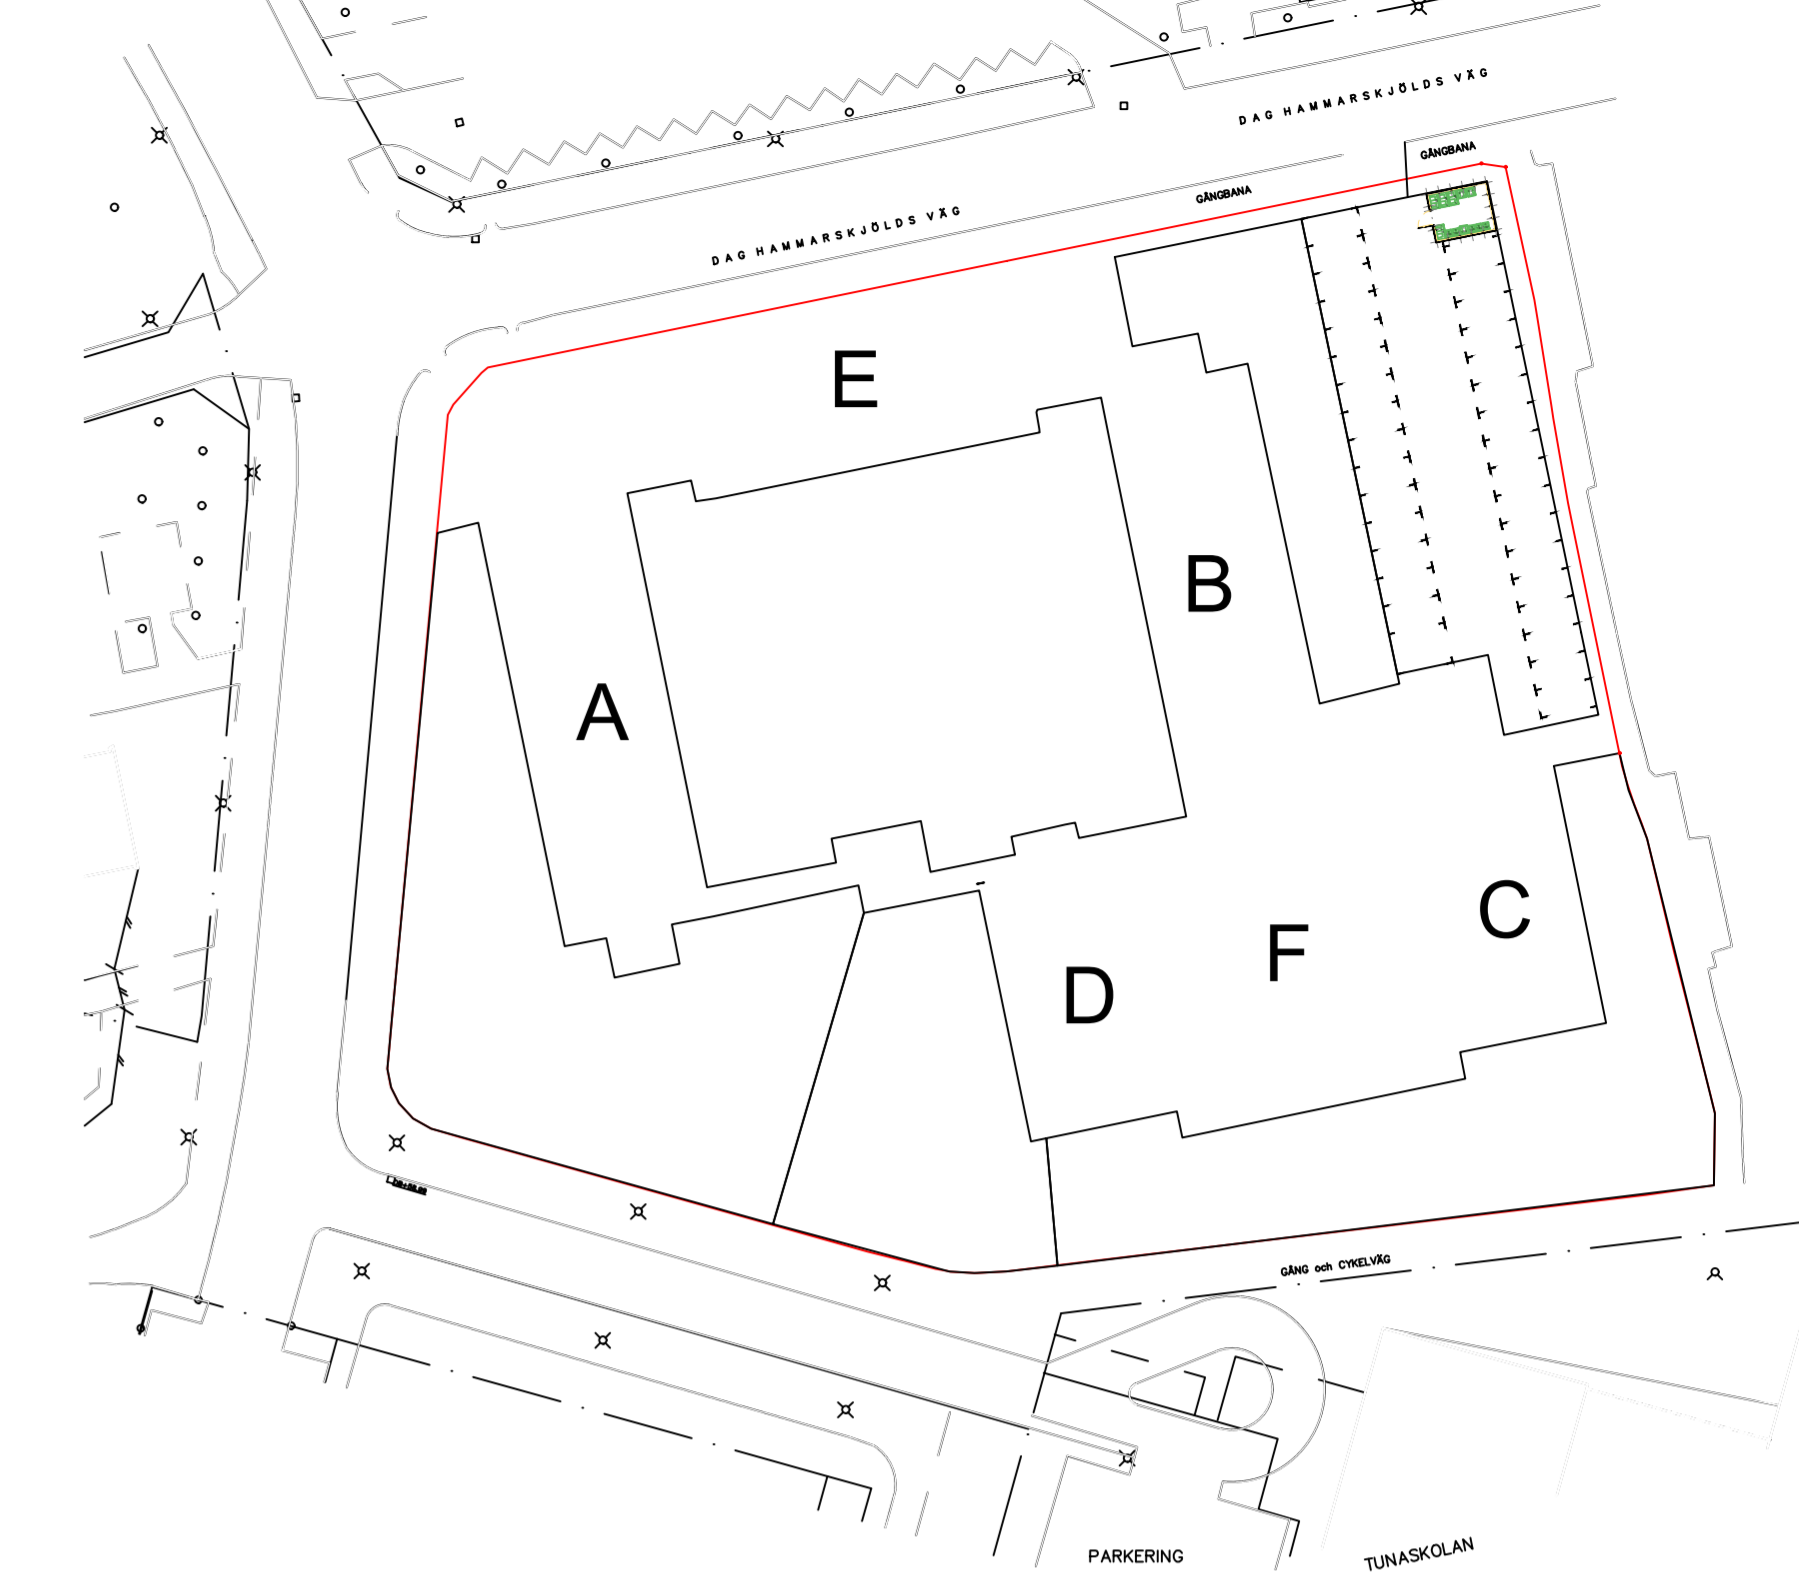 DAG HAMMARSKJÖLDS VÄG
GÅNGBANA
GÅNGBANA
DAG HAMMARSKJÖLDS VÄG
E
B
A
C
F
D
GÅNG och CYKELVÄG
PARKERING
TUNASKOLAN